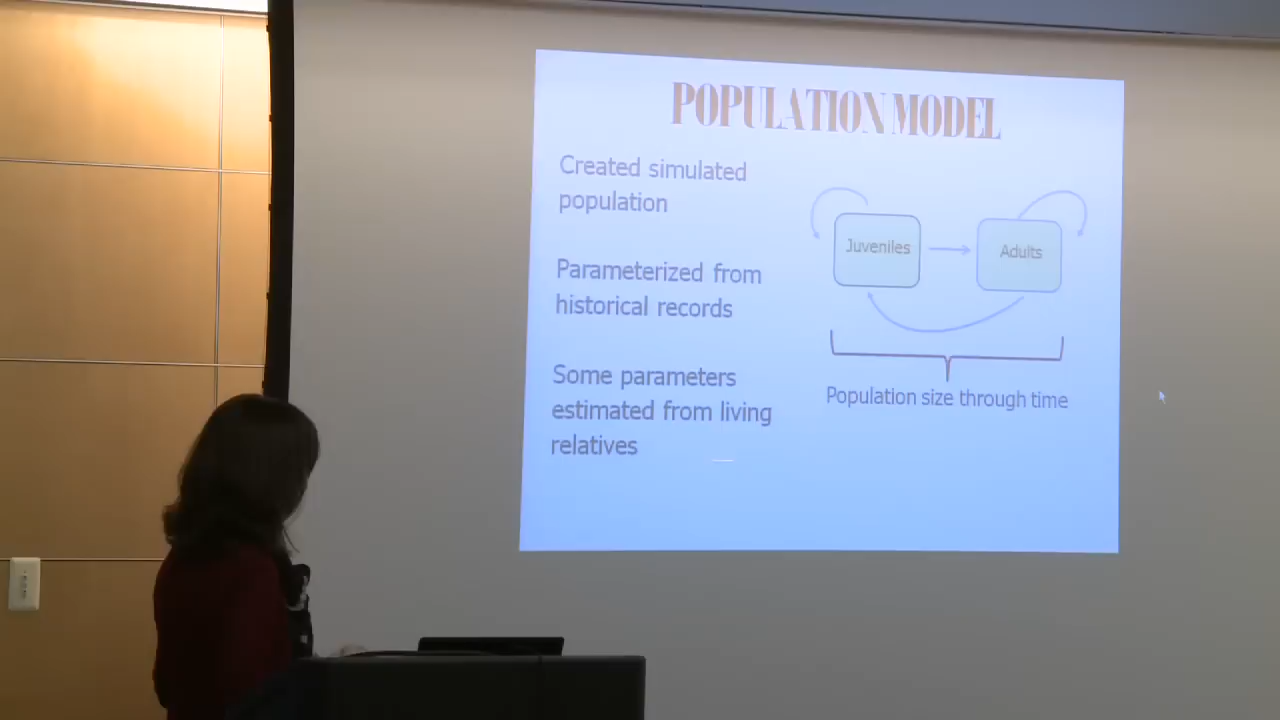 POPULATION MODEL
Created simulated
population
Parameterized from
historical records
Some parameters
estimated from living
relatives
Juveniles
Adults
Population size through time